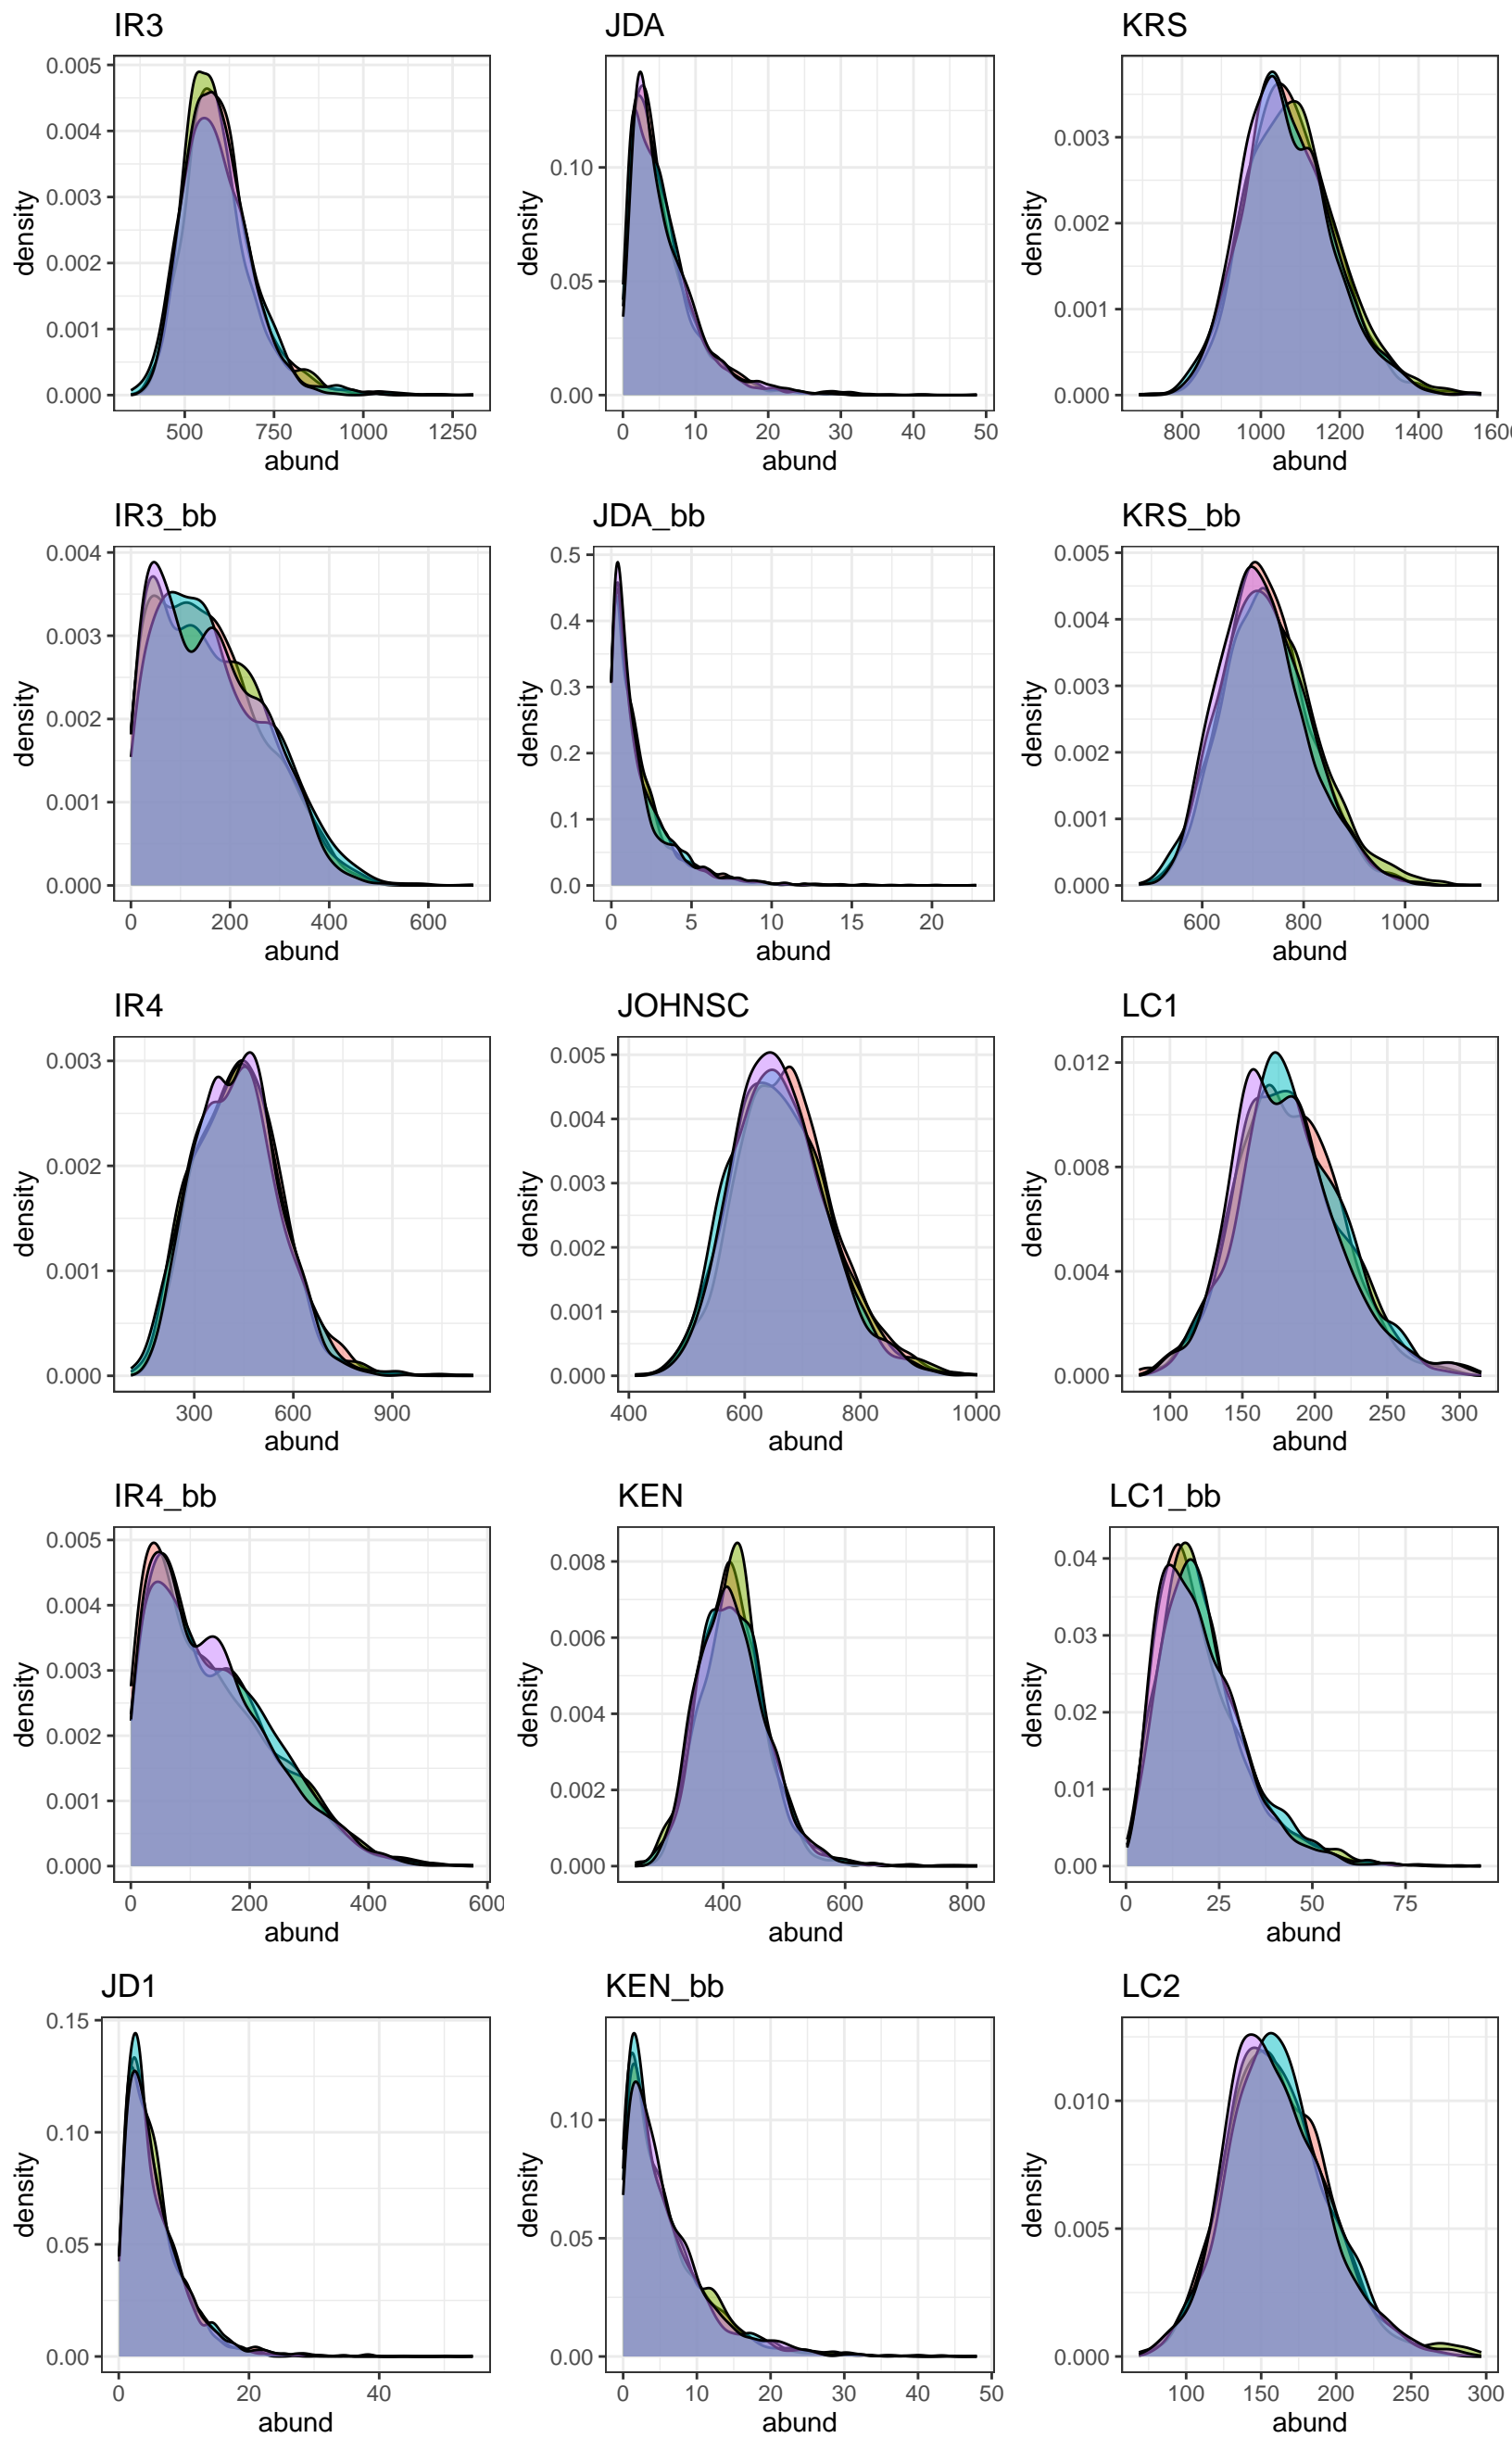 IR3
0.005
0.004
0.003
0.002
0.001
0.000
density
500
750
1000
1250
abund
JDA
0.10
0.05
0.00
density
0
10
20
30
40
50
abund
KRS
0.003
0.002
0.001
0.000
density
800
1000
1200
1400
abund
IR3_bb
0.004
0.003
0.002
0.001
0.000
density
0
200
400
600
abund
JDA_bb
0.5
0.4
0.3
0.2
0.1
0.0
density
0
5
10
15
20
abund
KRS_bb
0.005
0.004
0.003
0.002
0.001
0.000
density
600
800
1000
abund
IR4
0.003
0.002
0.001
0.000
density
300
600
900
abund
JOHNSC
0.005
0.004
0.003
0.002
0.001
0.000
density
400
600
800
1000
abund
LC1
0.012
0.008
0.004
0.000
density
100
150
200
250
300
abund
IR4_bb
0.005
0.004
0.003
0.002
0.001
0.000
density
0
200
400
600
abund
KEN
0.008
0.006
0.004
0.002
0.000
density
400
600
800
abund
LC1_bb
0.04
0.03
0.02
0.01
0.00
density
0
25
50
75
abund
JD1
0.15
0.10
0.05
0.00
density
0
20
40
abund
KEN_bb
0.10
0.05
0.00
density
0
10
20
30
40
50
abund
LC2
0.010
0.005
0.000
density
100
150
200
250
300
abund